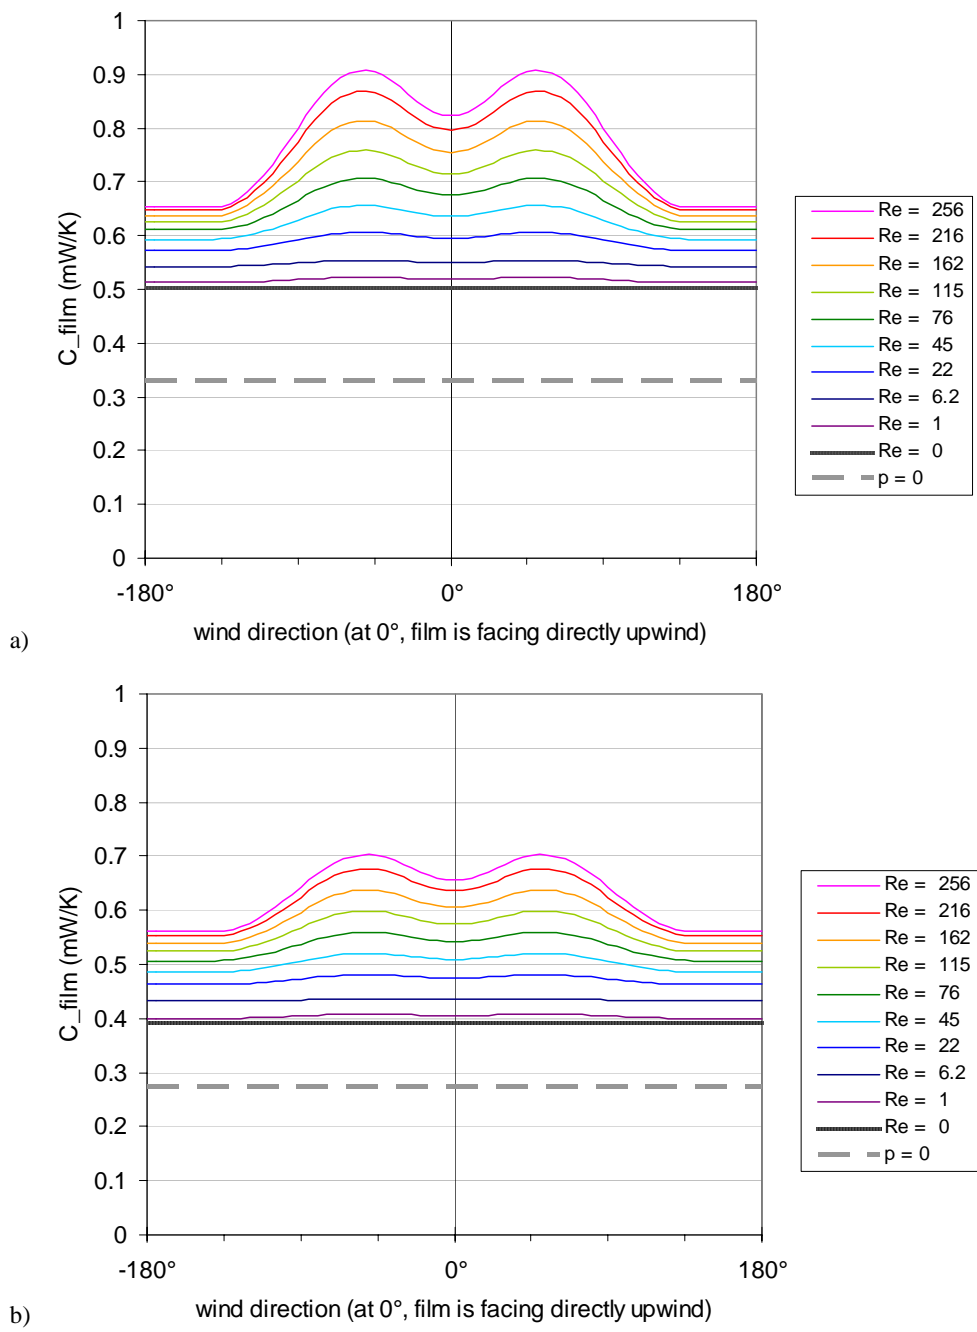 1
0.9
0.8
0.7
0.6
0.5
0.4
0.3
0.2
0.1
0
C_film (mW/K)
-180°
0°
180°
wind direction (at 0°, film is facing directly upwind)
a)
Re = 256
Re = 216
Re = 162
Re = 115
Re = 76
Re = 45
Re = 22
Re = 6.2
Re = 1
Re = 0
p = 0
1
0.9
0.8
0.7
0.6
0.5
0.4
0.3
0.2
0.1
0
C_film (mW/K)
-180°
0°
180°
wind direction (at 0°, film is facing directly upwind)
b)
Re = 256
Re = 216
Re = 162
Re = 115
Re = 76
Re = 45
Re = 22
Re = 6.2
Re = 1
Re = 0
p = 0